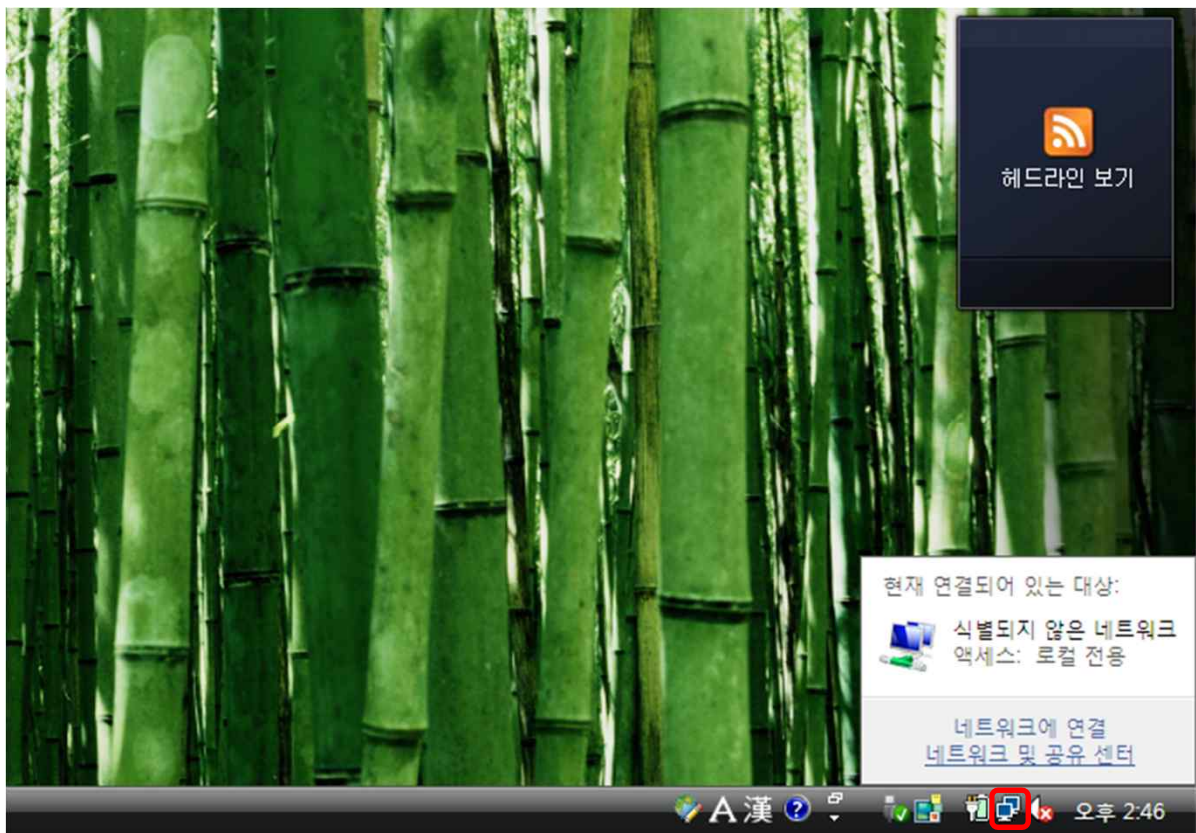 헤드라인 보기
현재 연결되어 있는 대상:
식별되지 않은 네트워크
액세스: 로컬 전용
네트워크에 연결
네트워크 및 공유 센터
A 漢 ? 오후 2:46